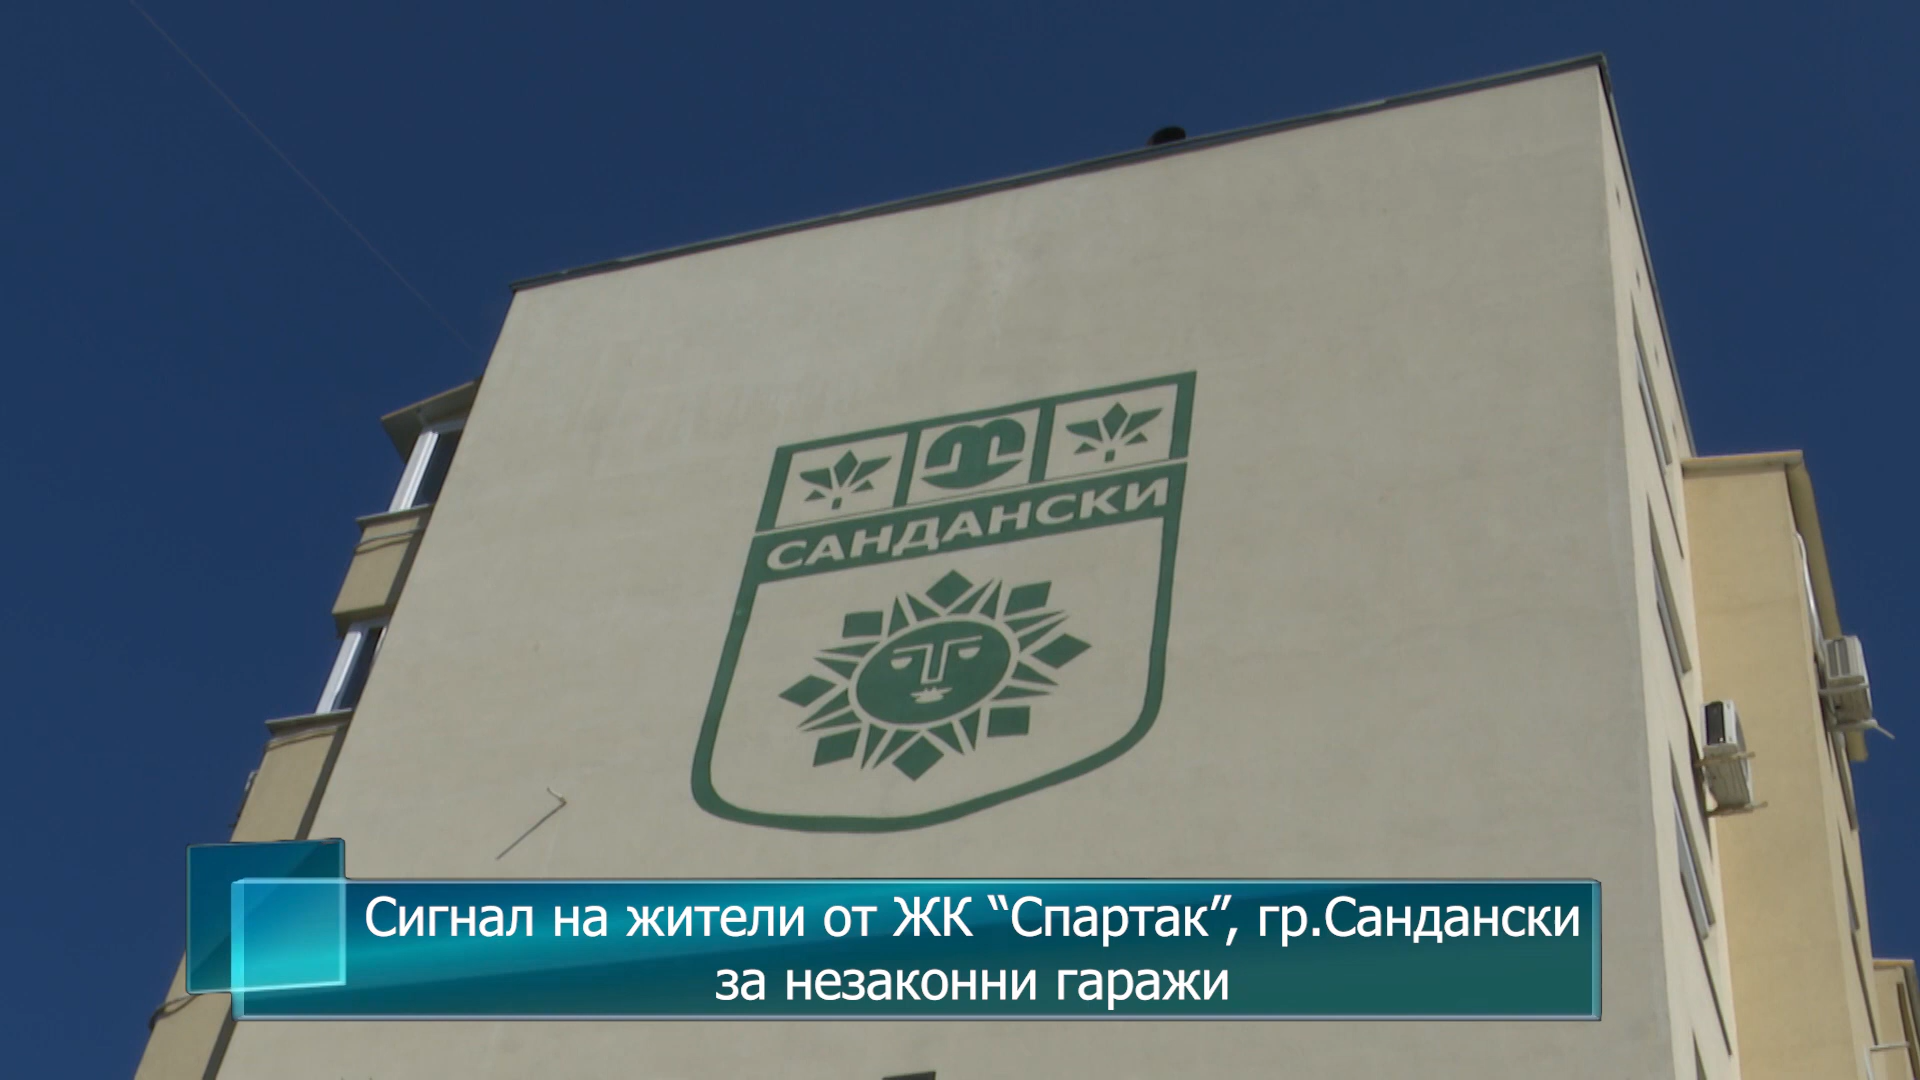 САНДАНСКИ
Сигнал на жители от ЖК “Спартак”, гр.Сандански
за незаконни гаражи